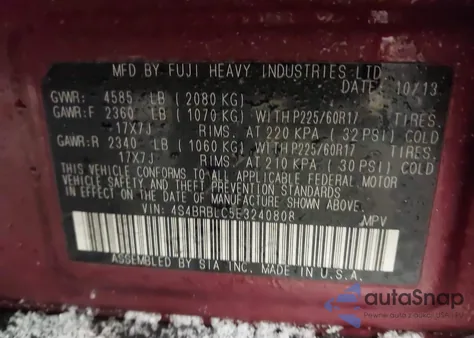 MFD BY FUJI HEAVY INDUSTRIES LTD
DATE: 10/13
GVWR: 4585 LB (2080 KG)
GAWR:F 2360 LB (1070 KG) WITH P225/60R17 TIRES,
17X7J RIMS, AT 220 KPA (32 PSI) COLD
GAWR:R 2340 LB (1060 KG) WITH P225/60R17 TIRES,
17X7J RIMS, AT 210 KPA (30 PSI) COLD
THIS VEHICLE CONFORMS TO ALL APPLICABLE FEDERAL MOTOR
VEHICLE SAFETY AND THEFT PREVENTION STANDARDS
IN EFFECT ON THE DATE OF MANUFACTURE SHOWN ABOVE.
VIN: 4S4BRBLC5E3240808 MPV
ASSEMBLED BY SIA INC. MADE IN U.S.A.
autoSnap